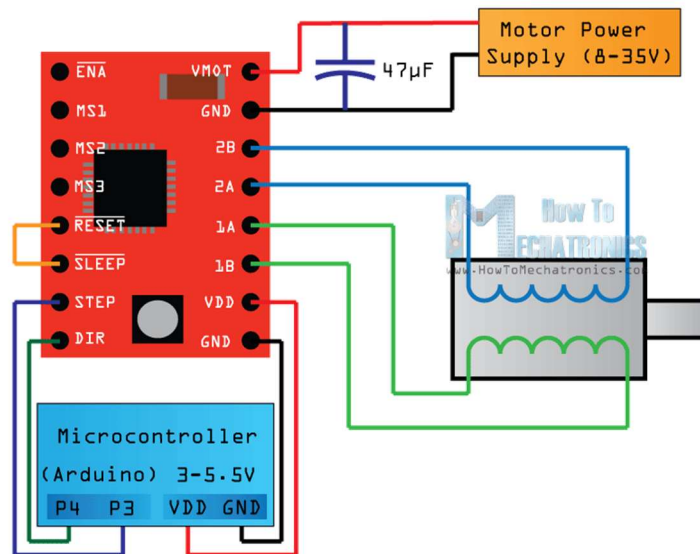 Motor Power
Supply (8-35V)
47µF
ENA
VMOT
MS1
GND
MS2
2B
MS3
2A
RESET
1A
SLEEP
1B
STEP
VDD
DIR
GND
How To
MECHATRONICS
www.HowToMechatronics.com
Microcontroller
(Arduino) 3-5.5V
P4 P3 VDD GND